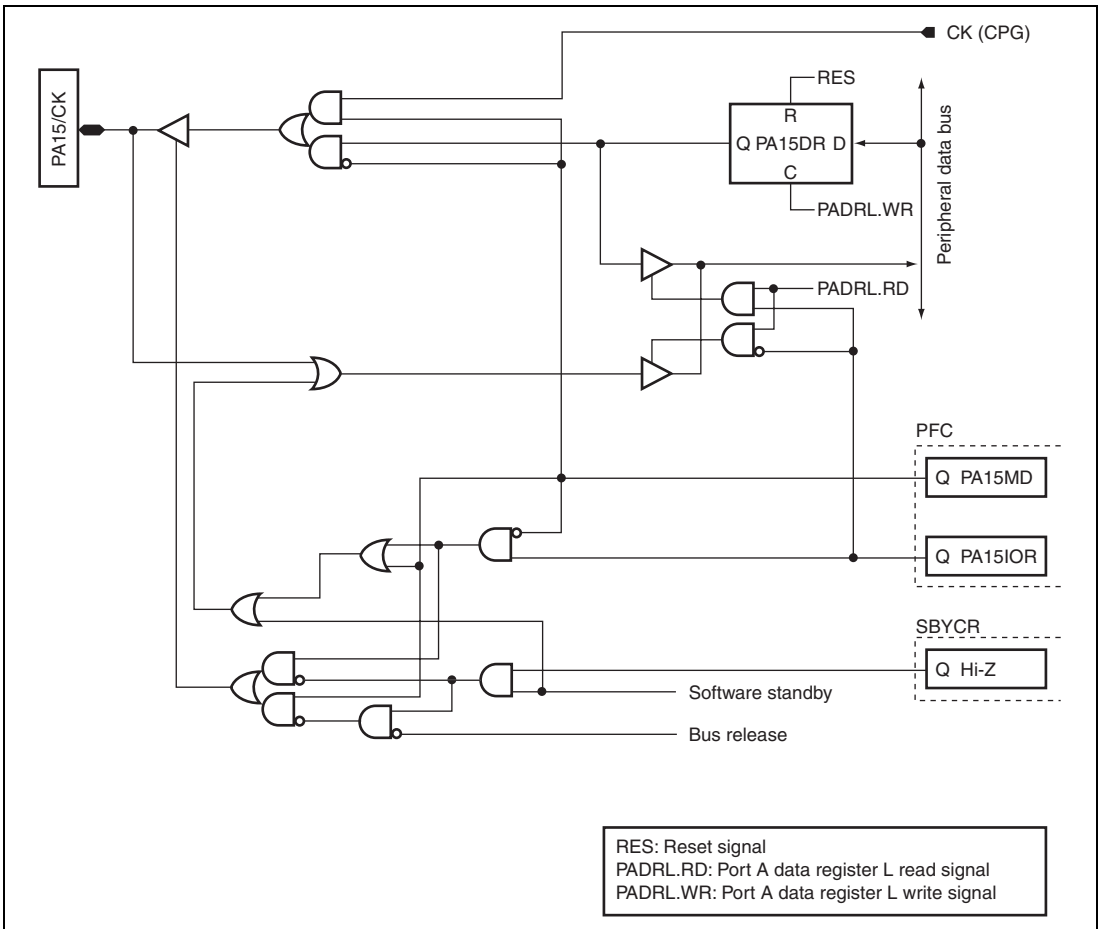 CK (CPG)
PA15/CK
RES
R
Q PA15DR D
C
PADRL.WR
Peripheral data bus
PADRL.RD
PFC
Q PA15MD
Q PA15IOR
SBYCR
Q Hi-Z
Software standby
Bus release
RES: Reset signal
PADRL.RD: Port A data register L read signal
PADRL.WR: Port A data register L write signal